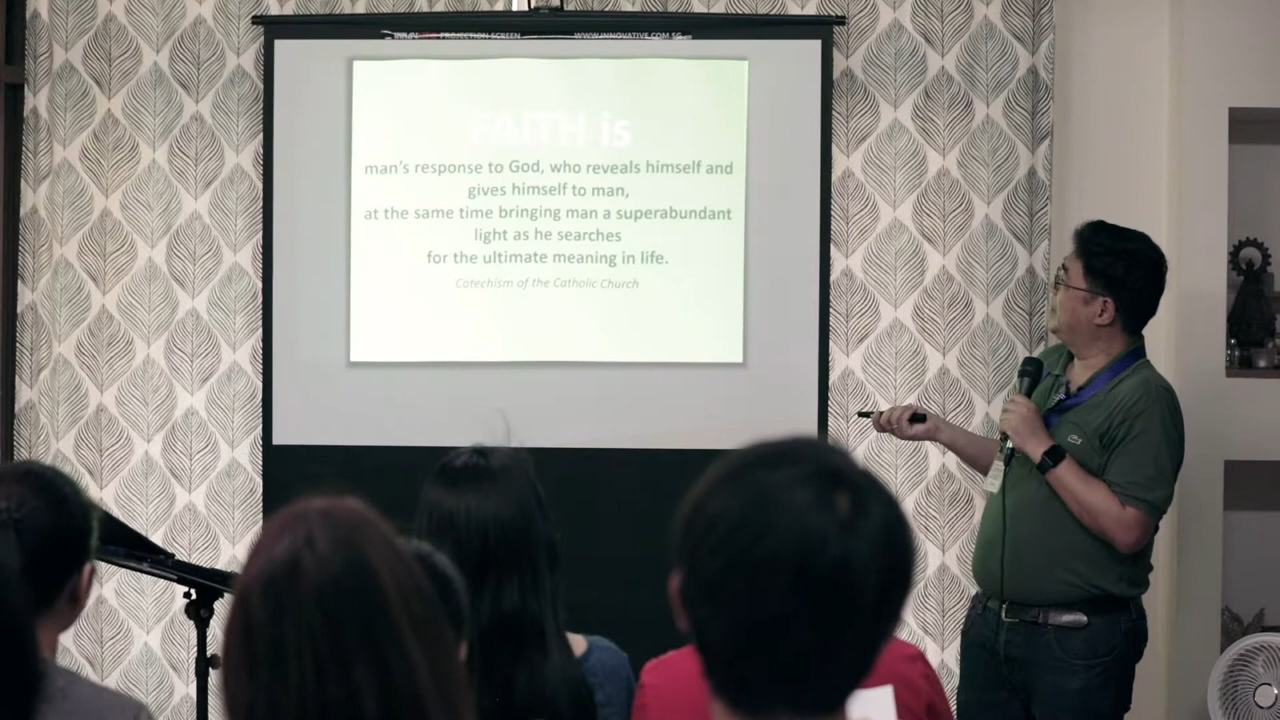 PROJECTION SCREEN WWW.INNOVATIVE.COM.SG
FAITH is
man's response to God, who reveals himself and
gives himself to man,
at the same time bringing man a superabundant
light as he searches
for the ultimate meaning in life.
Catechism of the Catholic Church